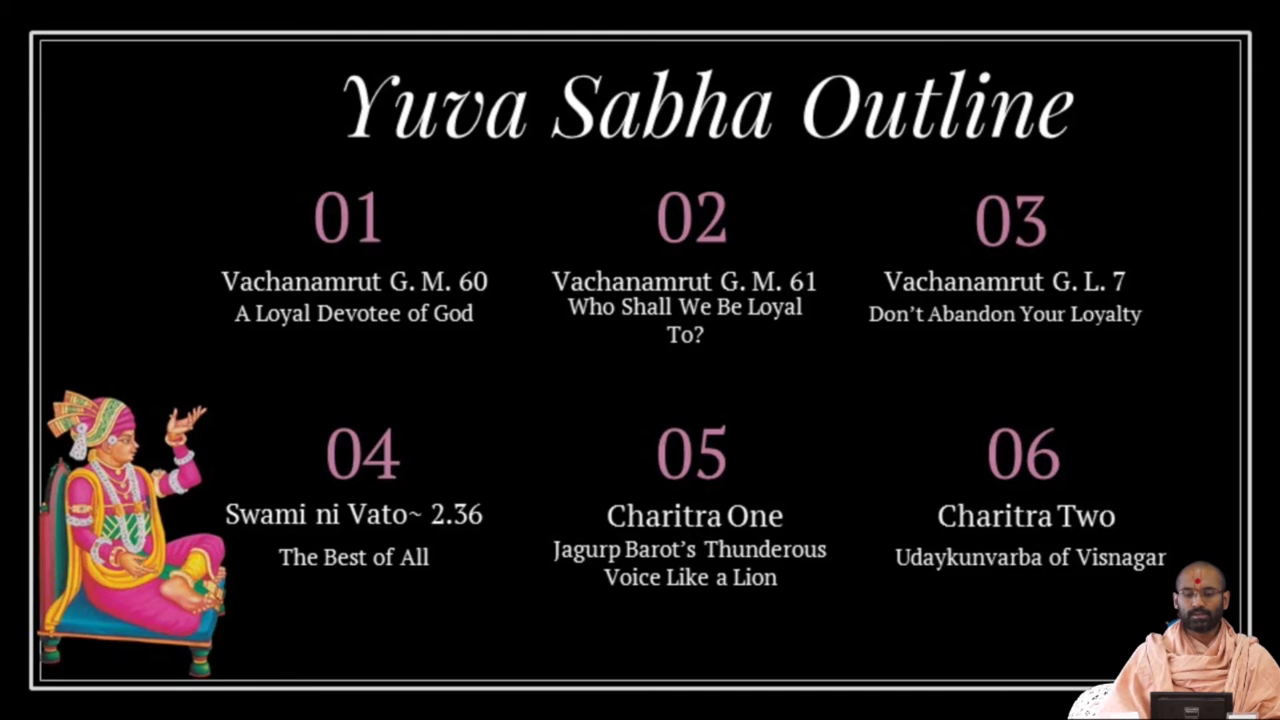 Yuva Sabha Outline
01
Vachanamrut G. M. 60
A Loyal Devotee of God
02
Vachanamrut G. M. 61
Who Shall We Be Loyal
To?
03
Vachanamrut G. L. 7
Don’t Abandon Your Loyalty
04
Swami ni Vato~ 2.36
The Best of All
05
Charitra One
Jagurp Barot’s Thunderous
Voice Like a Lion
06
Charitra Two
Udaykunvarba of Visnagar